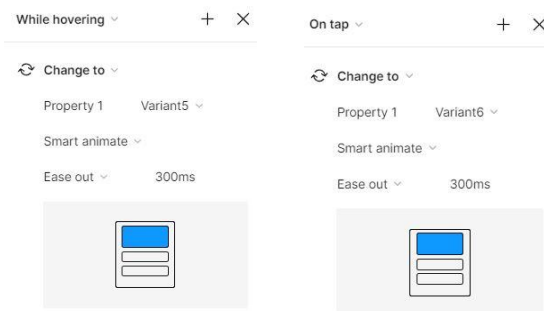 While hovering
Change to
Property 1 Variant5
Smart animate
Ease out 300ms
On tap
Change to
Property 1 Variant6
Smart animate
Ease out 300ms